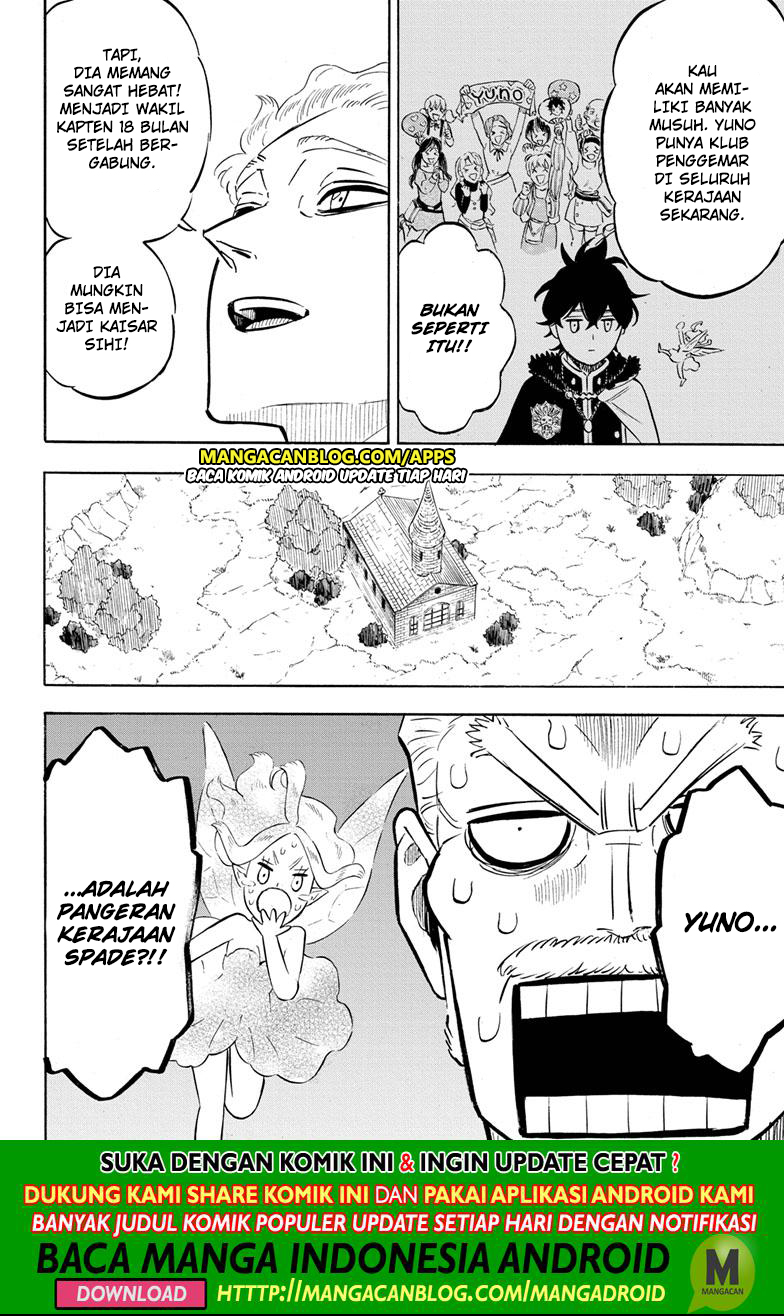 KAU
AKAN MEMI-
LIKI BANYAK
MUSUH. YUNO
PUNYA KLUB
PENGGEMAR
DI SELURUH
KERAJAAN
SEKARANG.
YUNO
BUKAN
SEPERTI
ITU!!
TAPI,
DIA MEMANG
SANGAT HEBAT!
MENJADI WAKIL
KAPTEN 18 BULAN
SETELAH BER-
GABUNG.
DIA
MUNGKIN
BISA MEN-
JADI KAISAR
SIHI!
MANGACANBLOG.COM/APPS
BACA KOMIK ANDROID UPDATE TIAP HARI
YUNO...
...ADALAH
PANGERAN
KERAJAAN
SPADE?!!
SUKA DENGAN KOMIK INI & INGIN UPDATE CEPAT ?
DUKUNG KAMI SHARE KOMIK INI DAN PAKAI APLIKASI ANDROID KAMI
BANYAK JUDUL KOMIK POPULER UPDATE SETIAP HARI DENGAN NOTIFIKASI
BACA MANGA INDONESIA ANDROID
DOWNLOAD HTTTP://MANGACANBLOG.COM/MANGADROID
M
MANGACAN